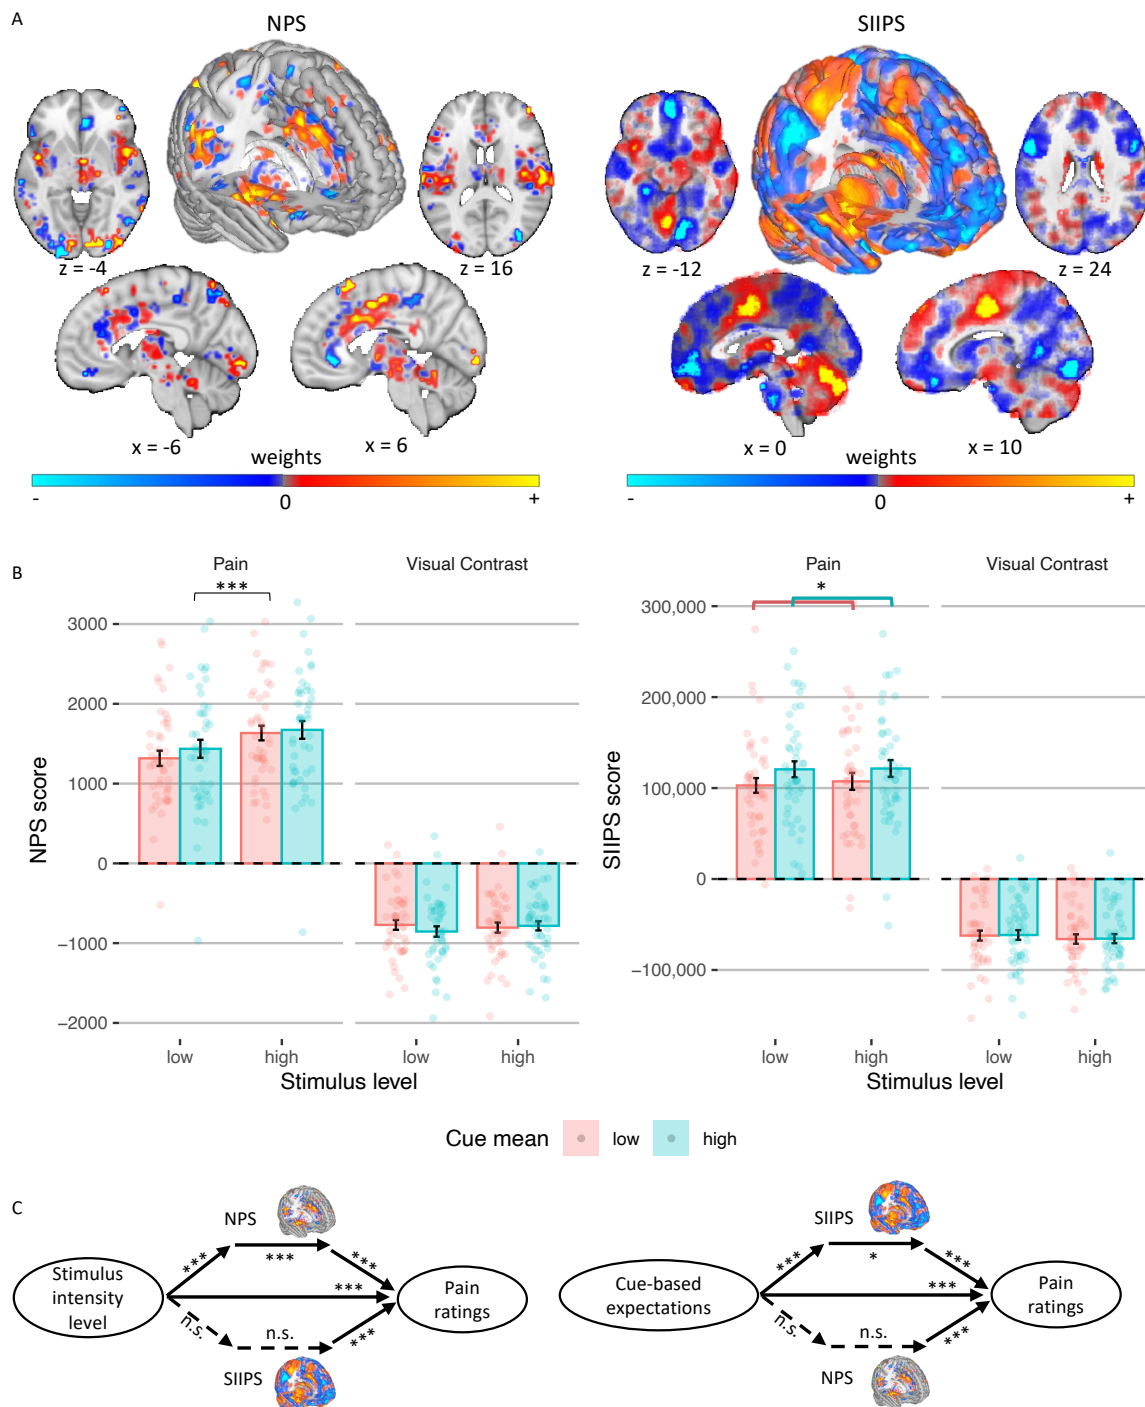 A
NPS
SIIPS
z = -4
z = 16
z = -12
z = 24
x = -6
x = 6
x = 0
x = 10
weights
weights
-
0
+
-
0
+
B
Pain
Visual Contrast
Pain
Visual Contrast
***
*
NPS score
3000
2000
1000
0
−1000
−2000
low
high
low
high
Stimulus level
SIIPS score
300,000
200,000
100,000
0
−100,000
low
high
low
high
Stimulus level
Cue mean
low
high
C
NPS
***
***
***
Stimulus
intensity
level
***
Pain
ratings
n.s.
n.s.
***
SIIPS
SIIPS
***
*
***
Cue-based
expectations
***
Pain
ratings
n.s.
n.s.
***
NPS